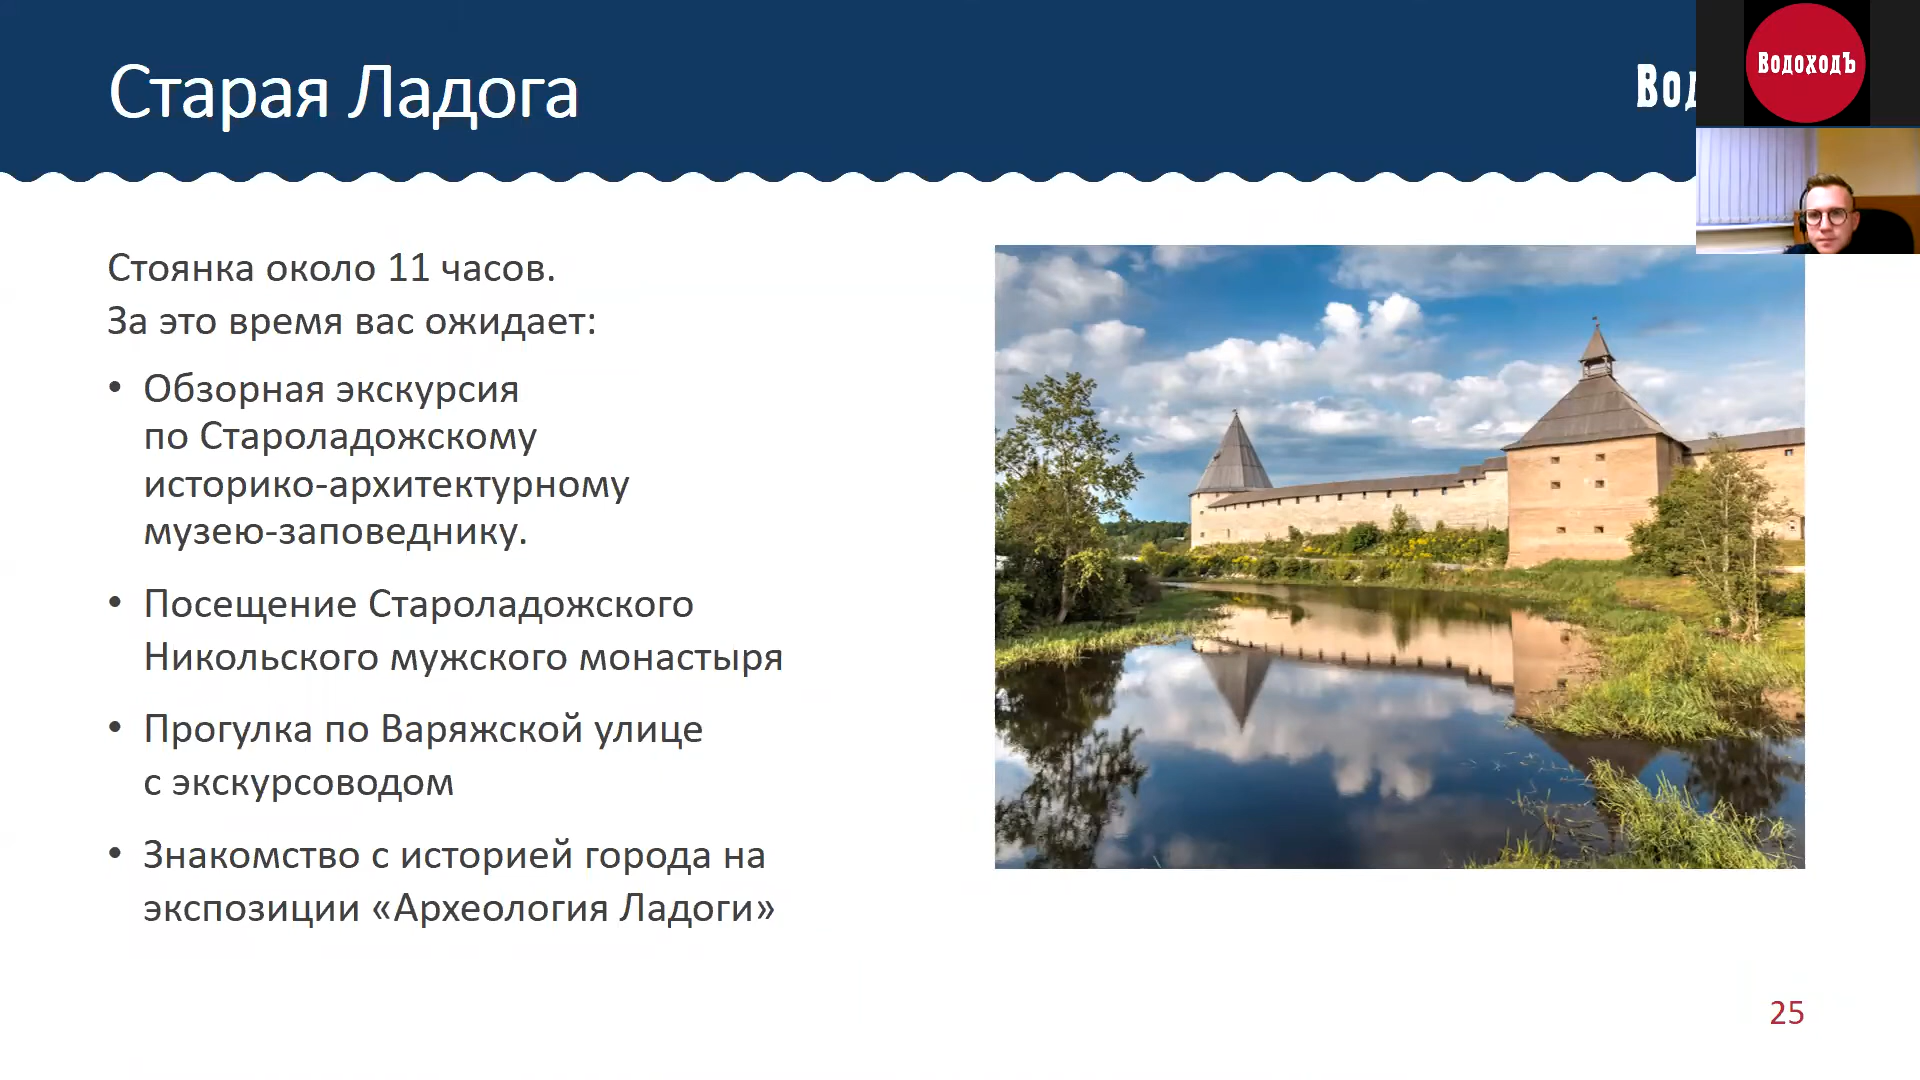 Старая Ладога
Вод
ВодоходЪ
Стоянка около 11 часов.
За это время вас ожидает:
• Обзорная экскурсия
по Староладожскому
историко-архитектурному
музею-заповеднику.
• Посещение Староладожского
Никольского мужского монастыря
• Прогулка по Варяжской улице
с экскурсоводом
• Знакомство с историей города на
экспозиции «Археология Ладоги»
25